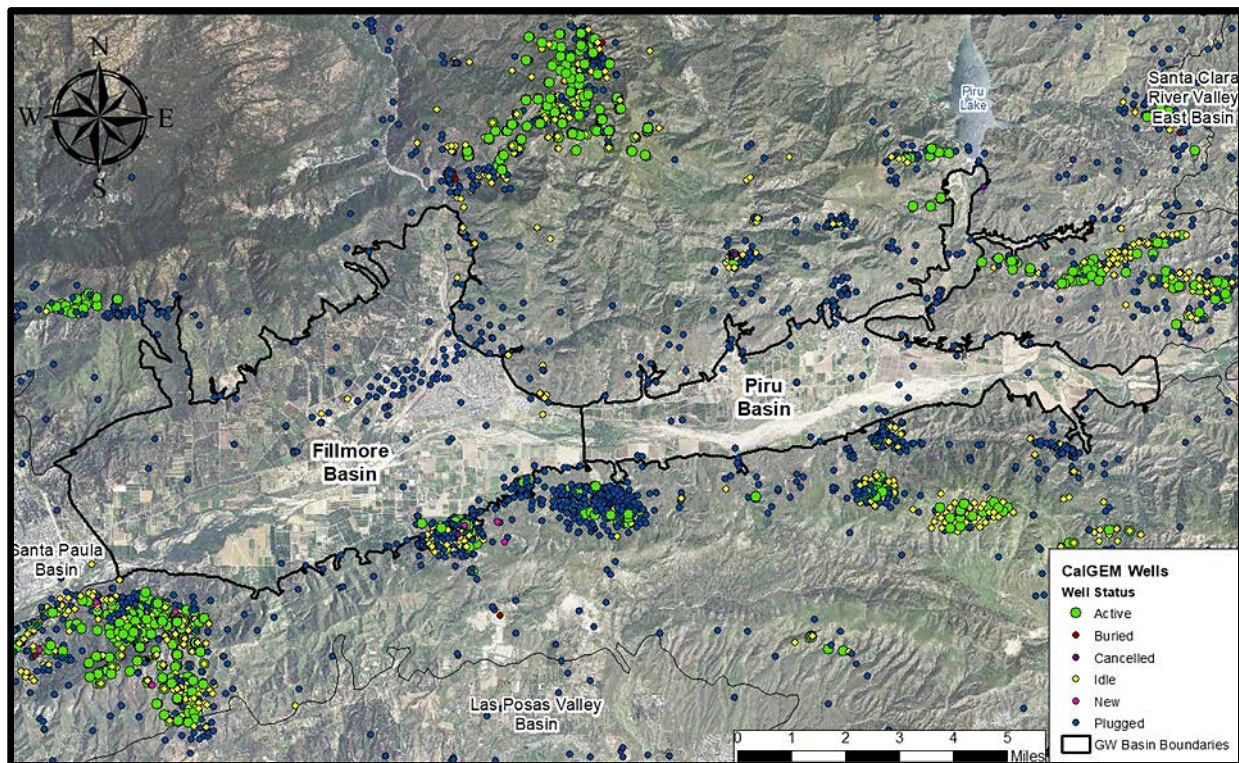 N
W
E
S
Piru
Lake
Santa Clara
River Valley
East Basin
Piru
Basin
Fillmore
Basin
Santa Paula
Basin
Las Posas Valley
Basin
CalGEM Wells
Well Status
Active
Buried
Cancelled
Idle
New
Plugged
GW Basin Boundaries
0 1 2 3 4 5
Miles